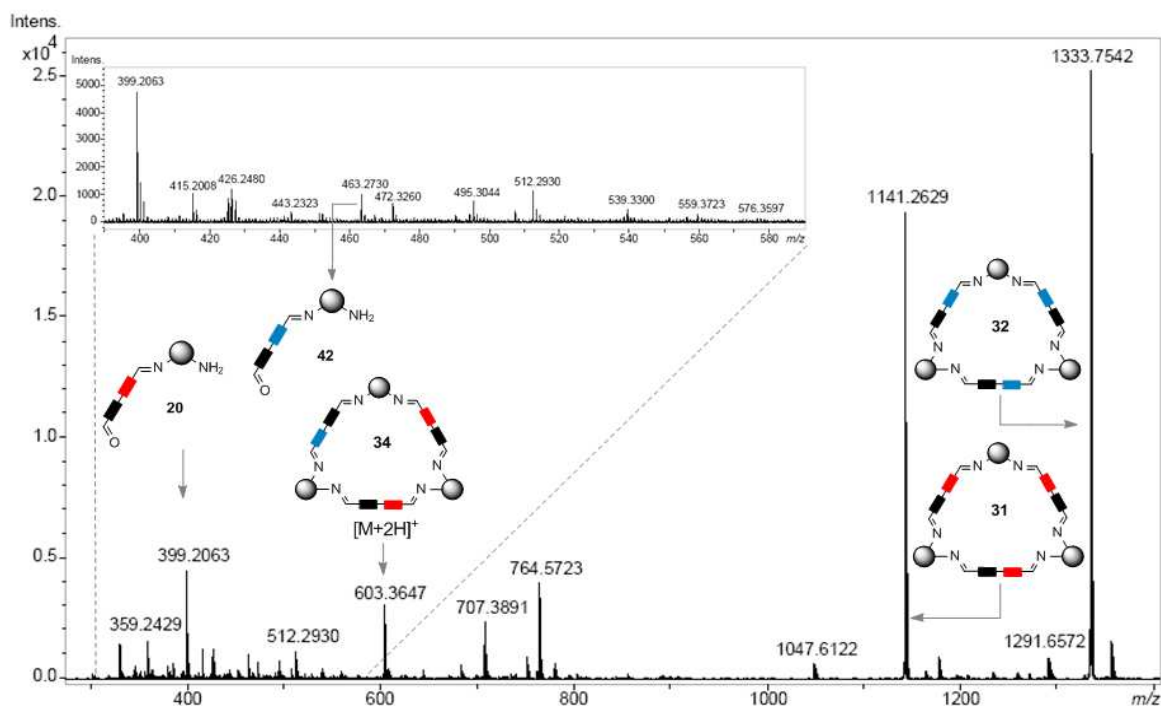 Intens.
x10⁴
2.5
2.0
1.5
1.0
0.5
0.0
Intens.
5000
4000
3000
2000
1000
0
399.2063
415.2008
426.2480
443.2323
463.2730
472.3260
495.3044
512.2930
539.3300
559.3723
576.3597
400
420
440
460
480
500
520
540
560
580
m/z
1333.7542
1141.2629
N
NH₂
O
42
N
NH₂
O
20
N
N
N
N
N
N
34
[M+2H]⁺
N
N
N
N
N
N
32
N
N
N
N
N
N
31
359.2429
399.2063
512.2930
603.3647
707.3891
764.5723
1047.6122
1291.6572
400
600
800
1000
1200
m/z